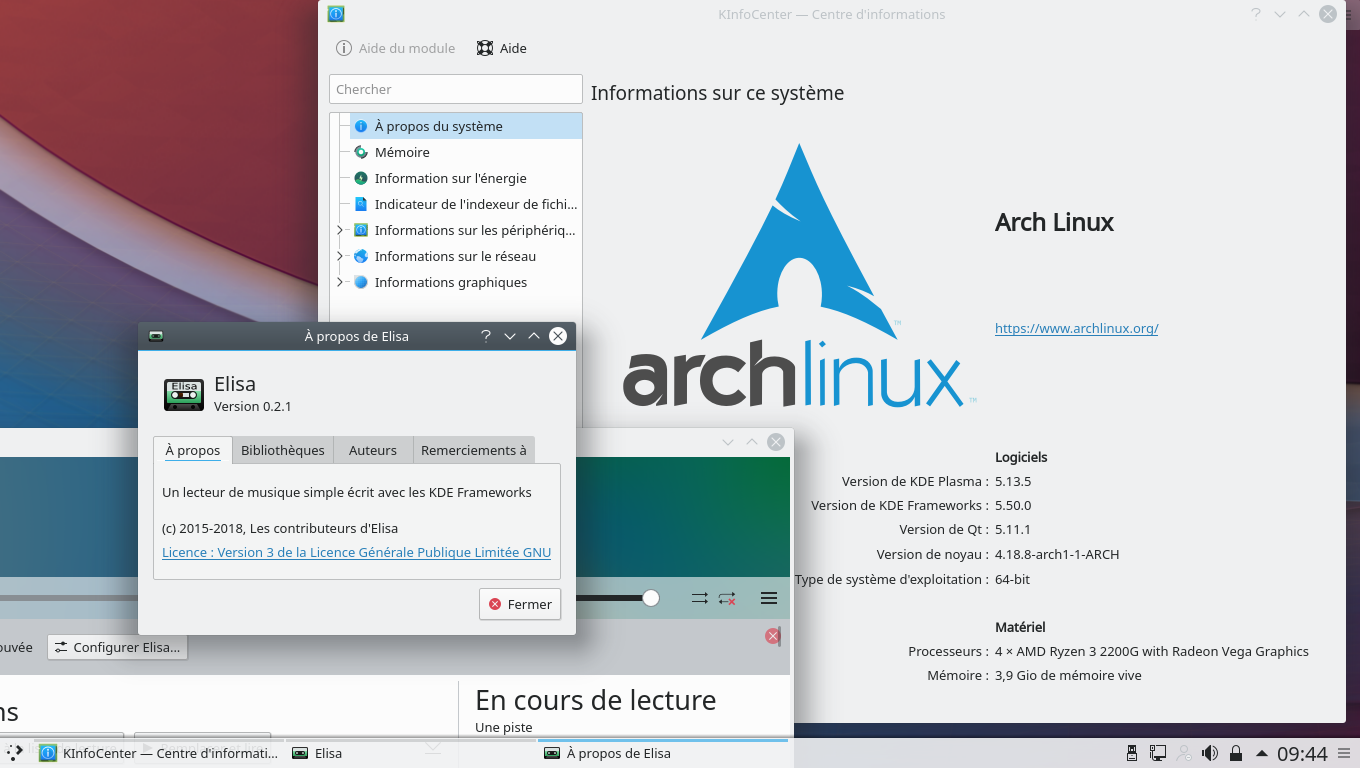 KInfoCenter — Centre d'informations
Aide du module
Aide
Chercher
Informations sur ce système
À propos du système
Mémoire
Information sur l'énergie
Indicateur de l'indexeur de fichi...
Informations sur les périphériq...
Informations sur le réseau
Informations graphiques
archlinux
TM
TM
Arch Linux
https://www.archlinux.org/
Logiciels
Version de KDE Plasma : 5.13.5
Version de KDE Frameworks : 5.50.0
Version de Qt : 5.11.1
Version de noyau : 4.18.8-arch1-1-ARCH
Type de système d'exploitation : 64-bit
Matériel
Processeurs : 4 × AMD Ryzen 3 2200G with Radeon Vega Graphics
Mémoire : 3,9 Gio de mémoire vive
À propos de Elisa
Elisa
Elisa
Version 0.2.1
À propos
Bibliothèques
Auteurs
Remerciements à
Un lecteur de musique simple écrit avec les KDE Frameworks
(c) 2015-2018, Les contributeurs d'Elisa
Licence : Version 3 de la Licence Générale Publique Limitée GNU
Fermer
ouvée
Configurer Elisa...
ns
En cours de lecture
Une piste
KInfoCenter — Centre d'informati...
Elisa
À propos de Elisa
09:44